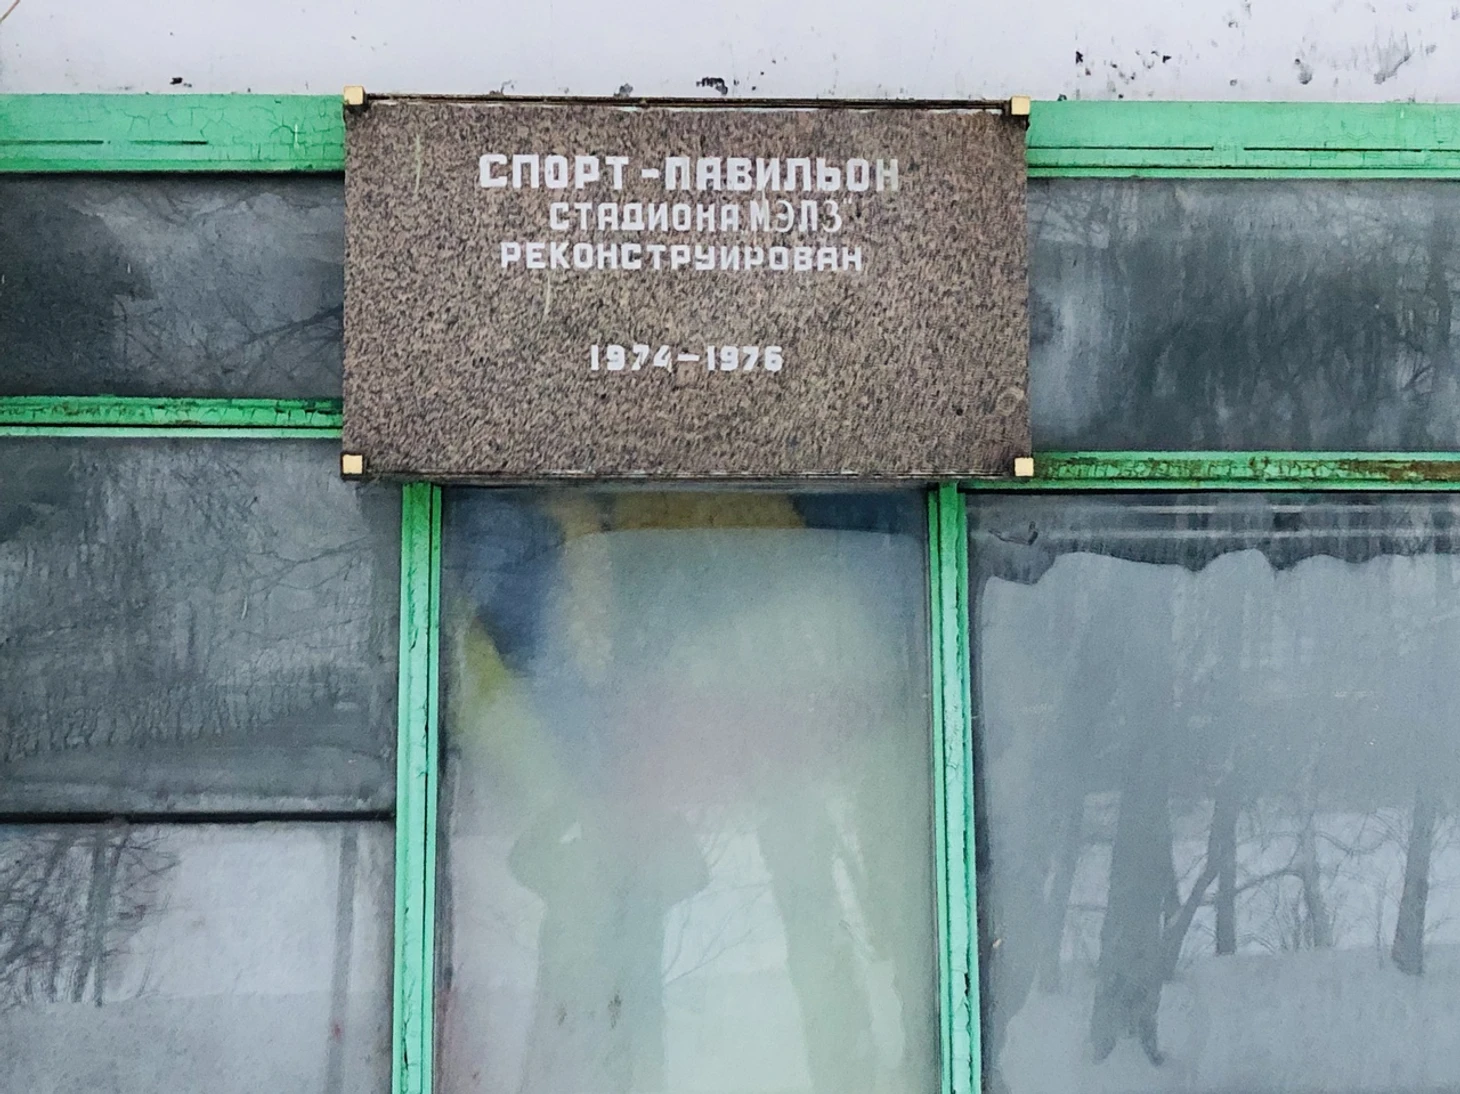 СПОРТ-ПАВИЛЬОН
СТАДИОНА МЭЛЗ"
РЕКОНСТРУИРОВАН
1974-1976